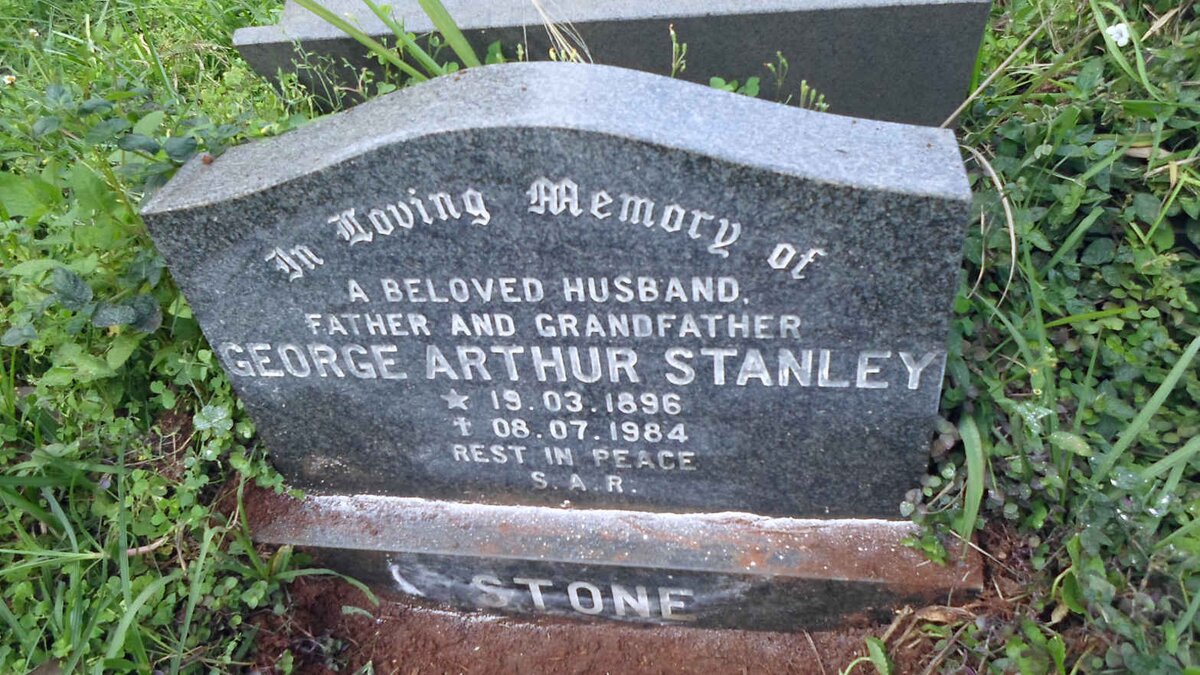 In Loving Memory of
A BELOVED HUSBAND,
FATHER AND GRANDFATHER
GEORGE ARTHUR STANLEY
★ 19.03.1896
✝ 08.07.1984
REST IN PEACE
S.A.R.
STONE